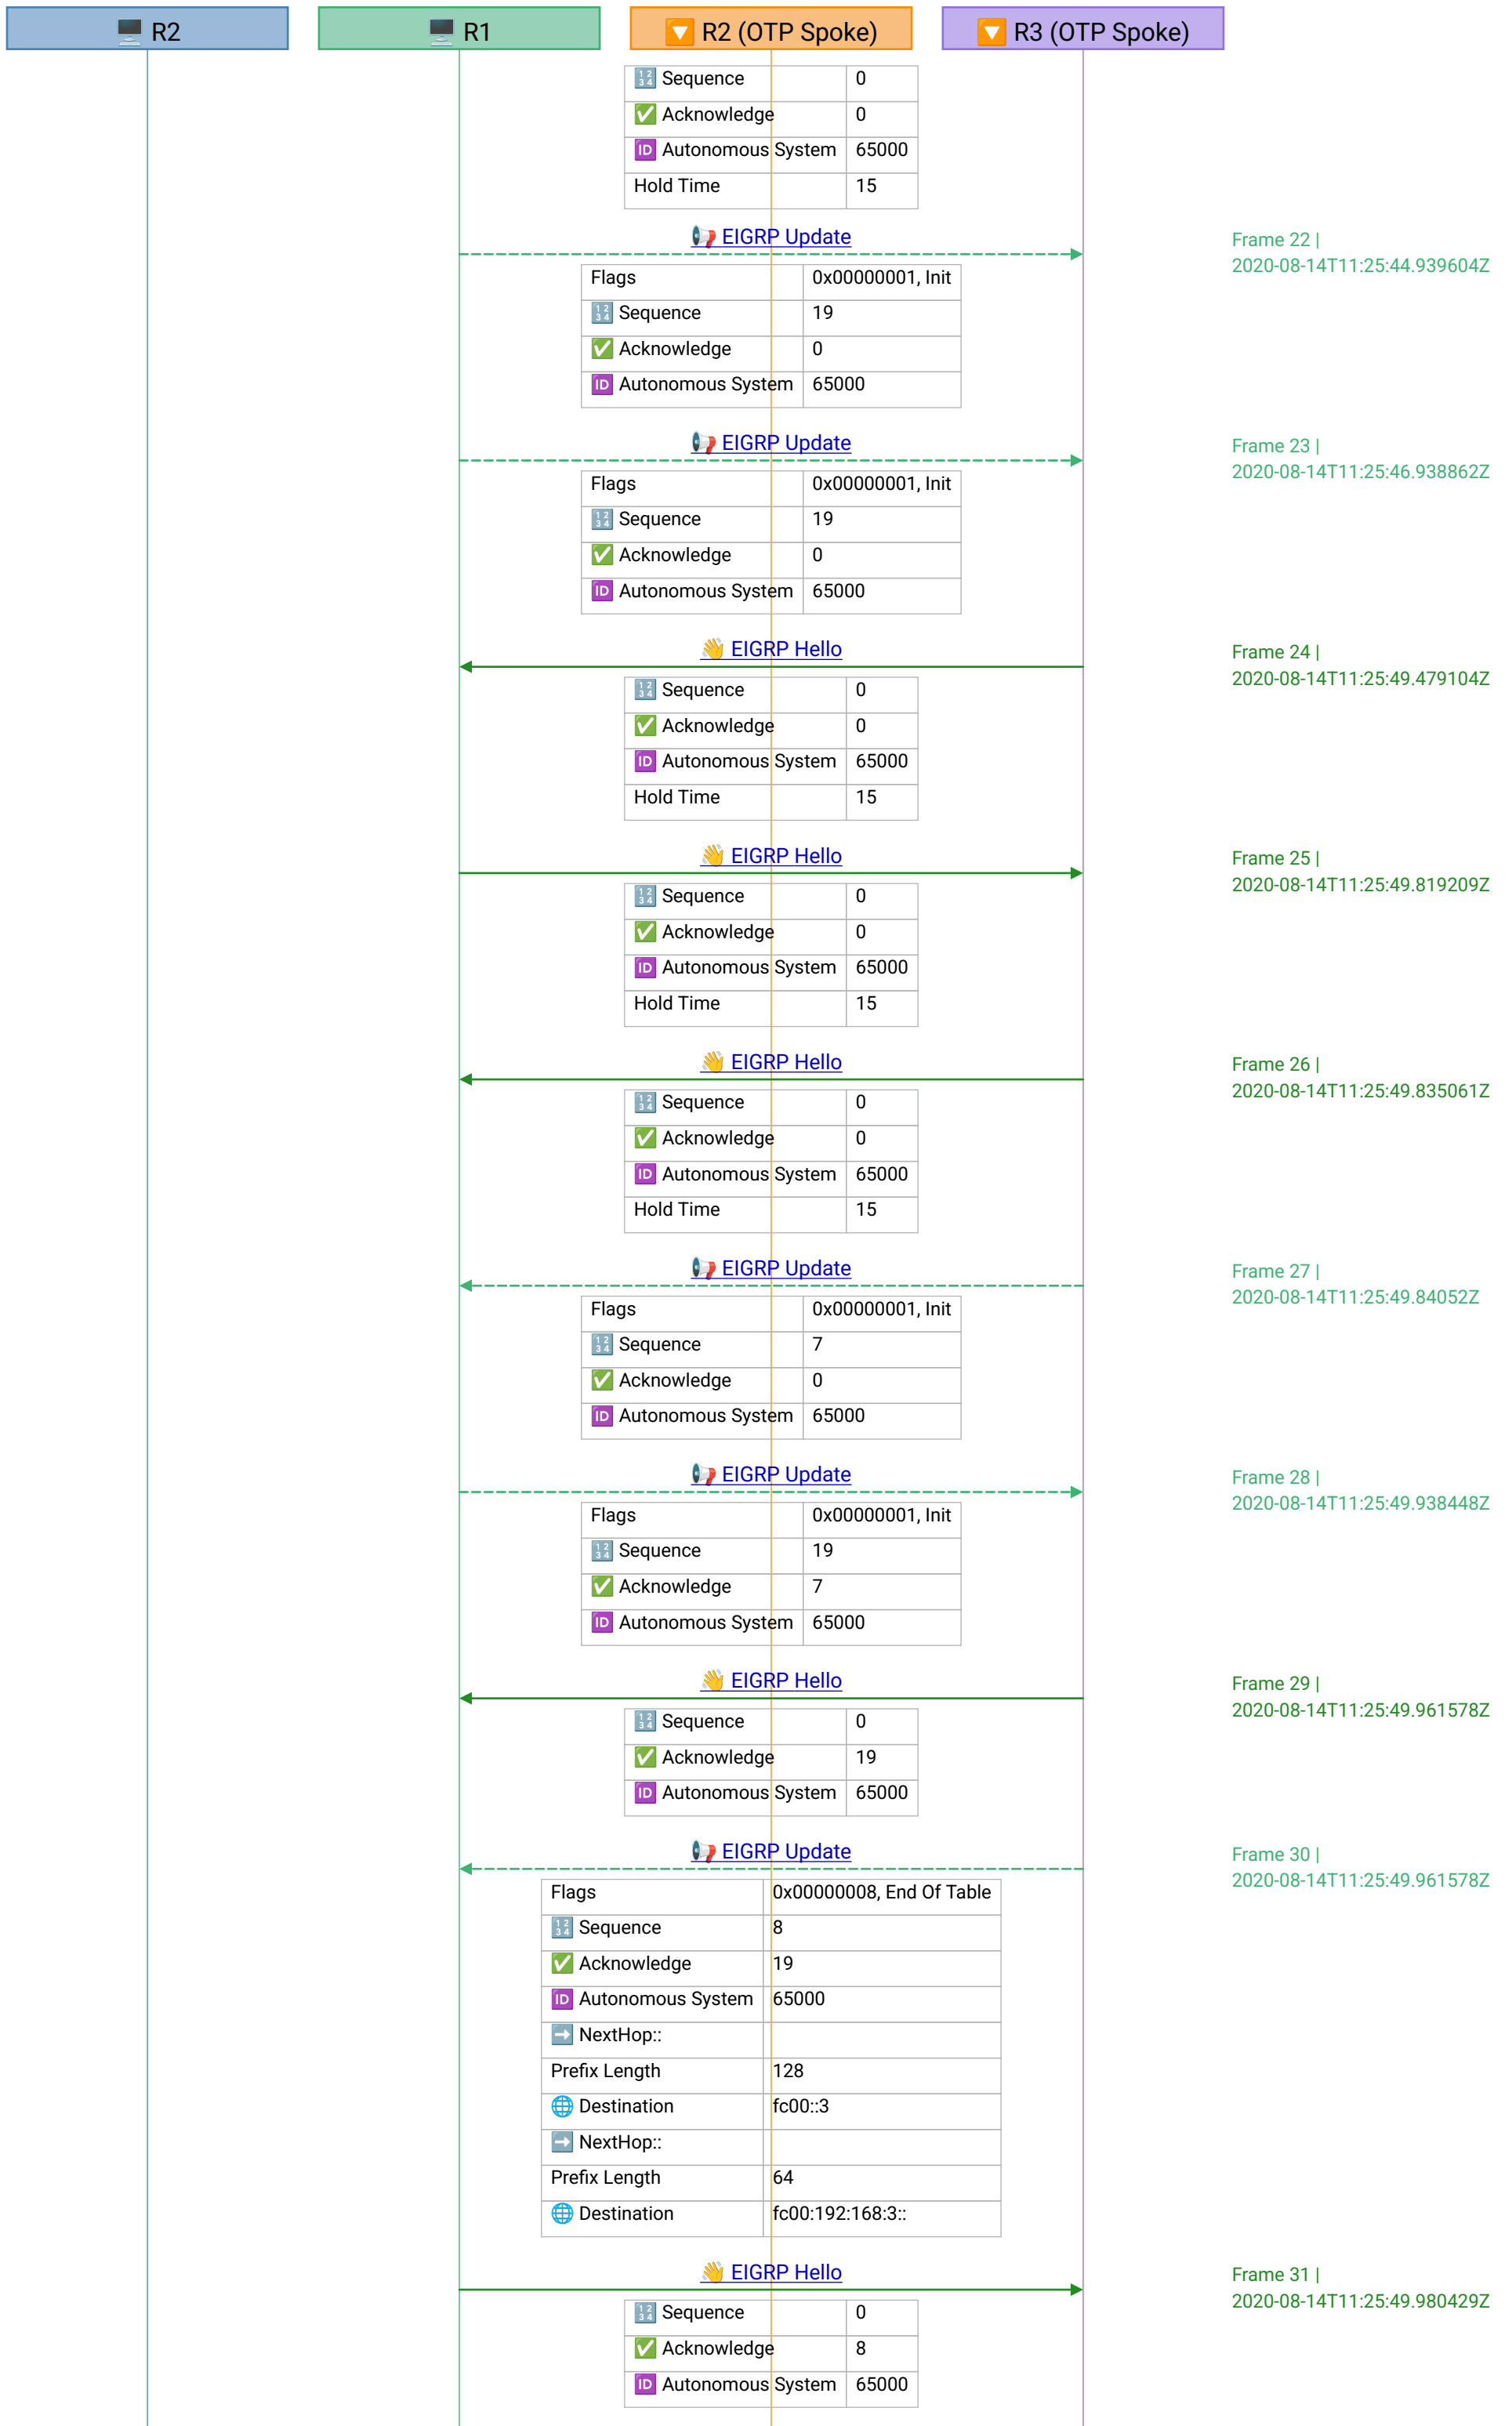 R2
R1
R2 (OTP Spoke)
R3 (OTP Spoke)
Sequence 0
Acknowledge 0
Autonomous System 65000
Hold Time 15
EIGRP Update
Frame 22 |
2020-08-14T11:25:44.939604Z
Flags 0x00000001, Init
Sequence 19
Acknowledge 0
Autonomous System 65000
EIGRP Update
Frame 23 |
2020-08-14T11:25:46.938862Z
Flags 0x00000001, Init
Sequence 19
Acknowledge 0
Autonomous System 65000
EIGRP Hello
Frame 24 |
2020-08-14T11:25:49.479104Z
Sequence 0
Acknowledge 0
Autonomous System 65000
Hold Time 15
EIGRP Hello
Frame 25 |
2020-08-14T11:25:49.819209Z
Sequence 0
Acknowledge 0
Autonomous System 65000
Hold Time 15
EIGRP Hello
Frame 26 |
2020-08-14T11:25:49.835061Z
Sequence 0
Acknowledge 0
Autonomous System 65000
Hold Time 15
EIGRP Update
Frame 27 |
2020-08-14T11:25:49.84052Z
Flags 0x00000001, Init
Sequence 7
Acknowledge 0
Autonomous System 65000
EIGRP Update
Frame 28 |
2020-08-14T11:25:49.938448Z
Flags 0x00000001, Init
Sequence 19
Acknowledge 7
Autonomous System 65000
EIGRP Hello
Frame 29 |
2020-08-14T11:25:49.961578Z
Sequence 0
Acknowledge 19
Autonomous System 65000
EIGRP Update
Frame 30 |
2020-08-14T11:25:49.961578Z
Flags 0x00000008, End Of Table
Sequence 8
Acknowledge 19
Autonomous System 65000
NextHop::
Prefix Length 128
Destination fc00::3
NextHop::
Prefix Length 64
Destination fc00:192:168:3::
EIGRP Hello
Frame 31 |
2020-08-14T11:25:49.980429Z
Sequence 0
Acknowledge 8
Autonomous System 65000